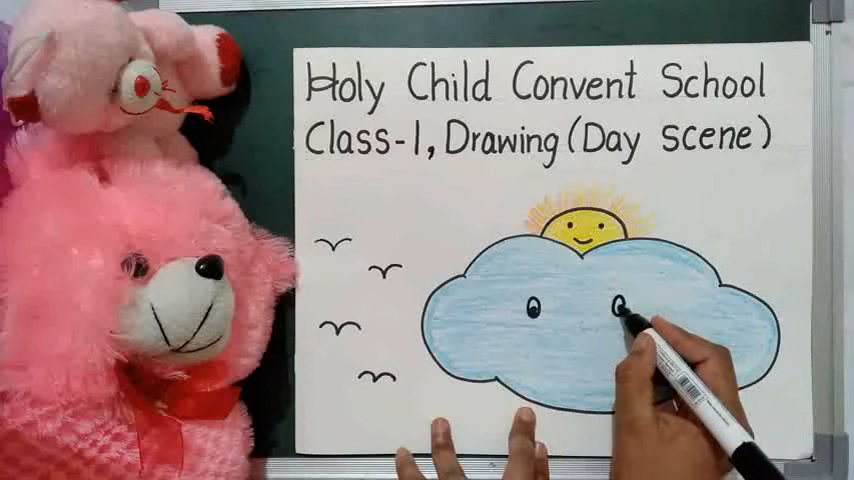 Holy Child Convent School
Class-1, Drawing (Day scene)